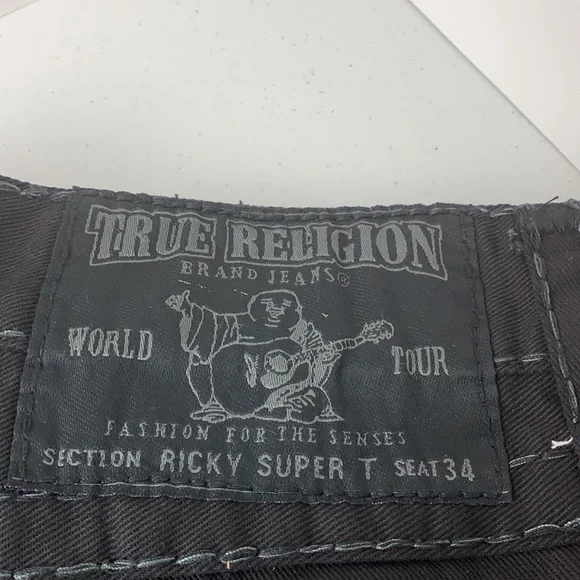 TRUE RELIGION
BRAND JEANS®
WORLD TOUR
FASHION FOR THE SENSES
SECTION RICKY SUPER T SEAT 34